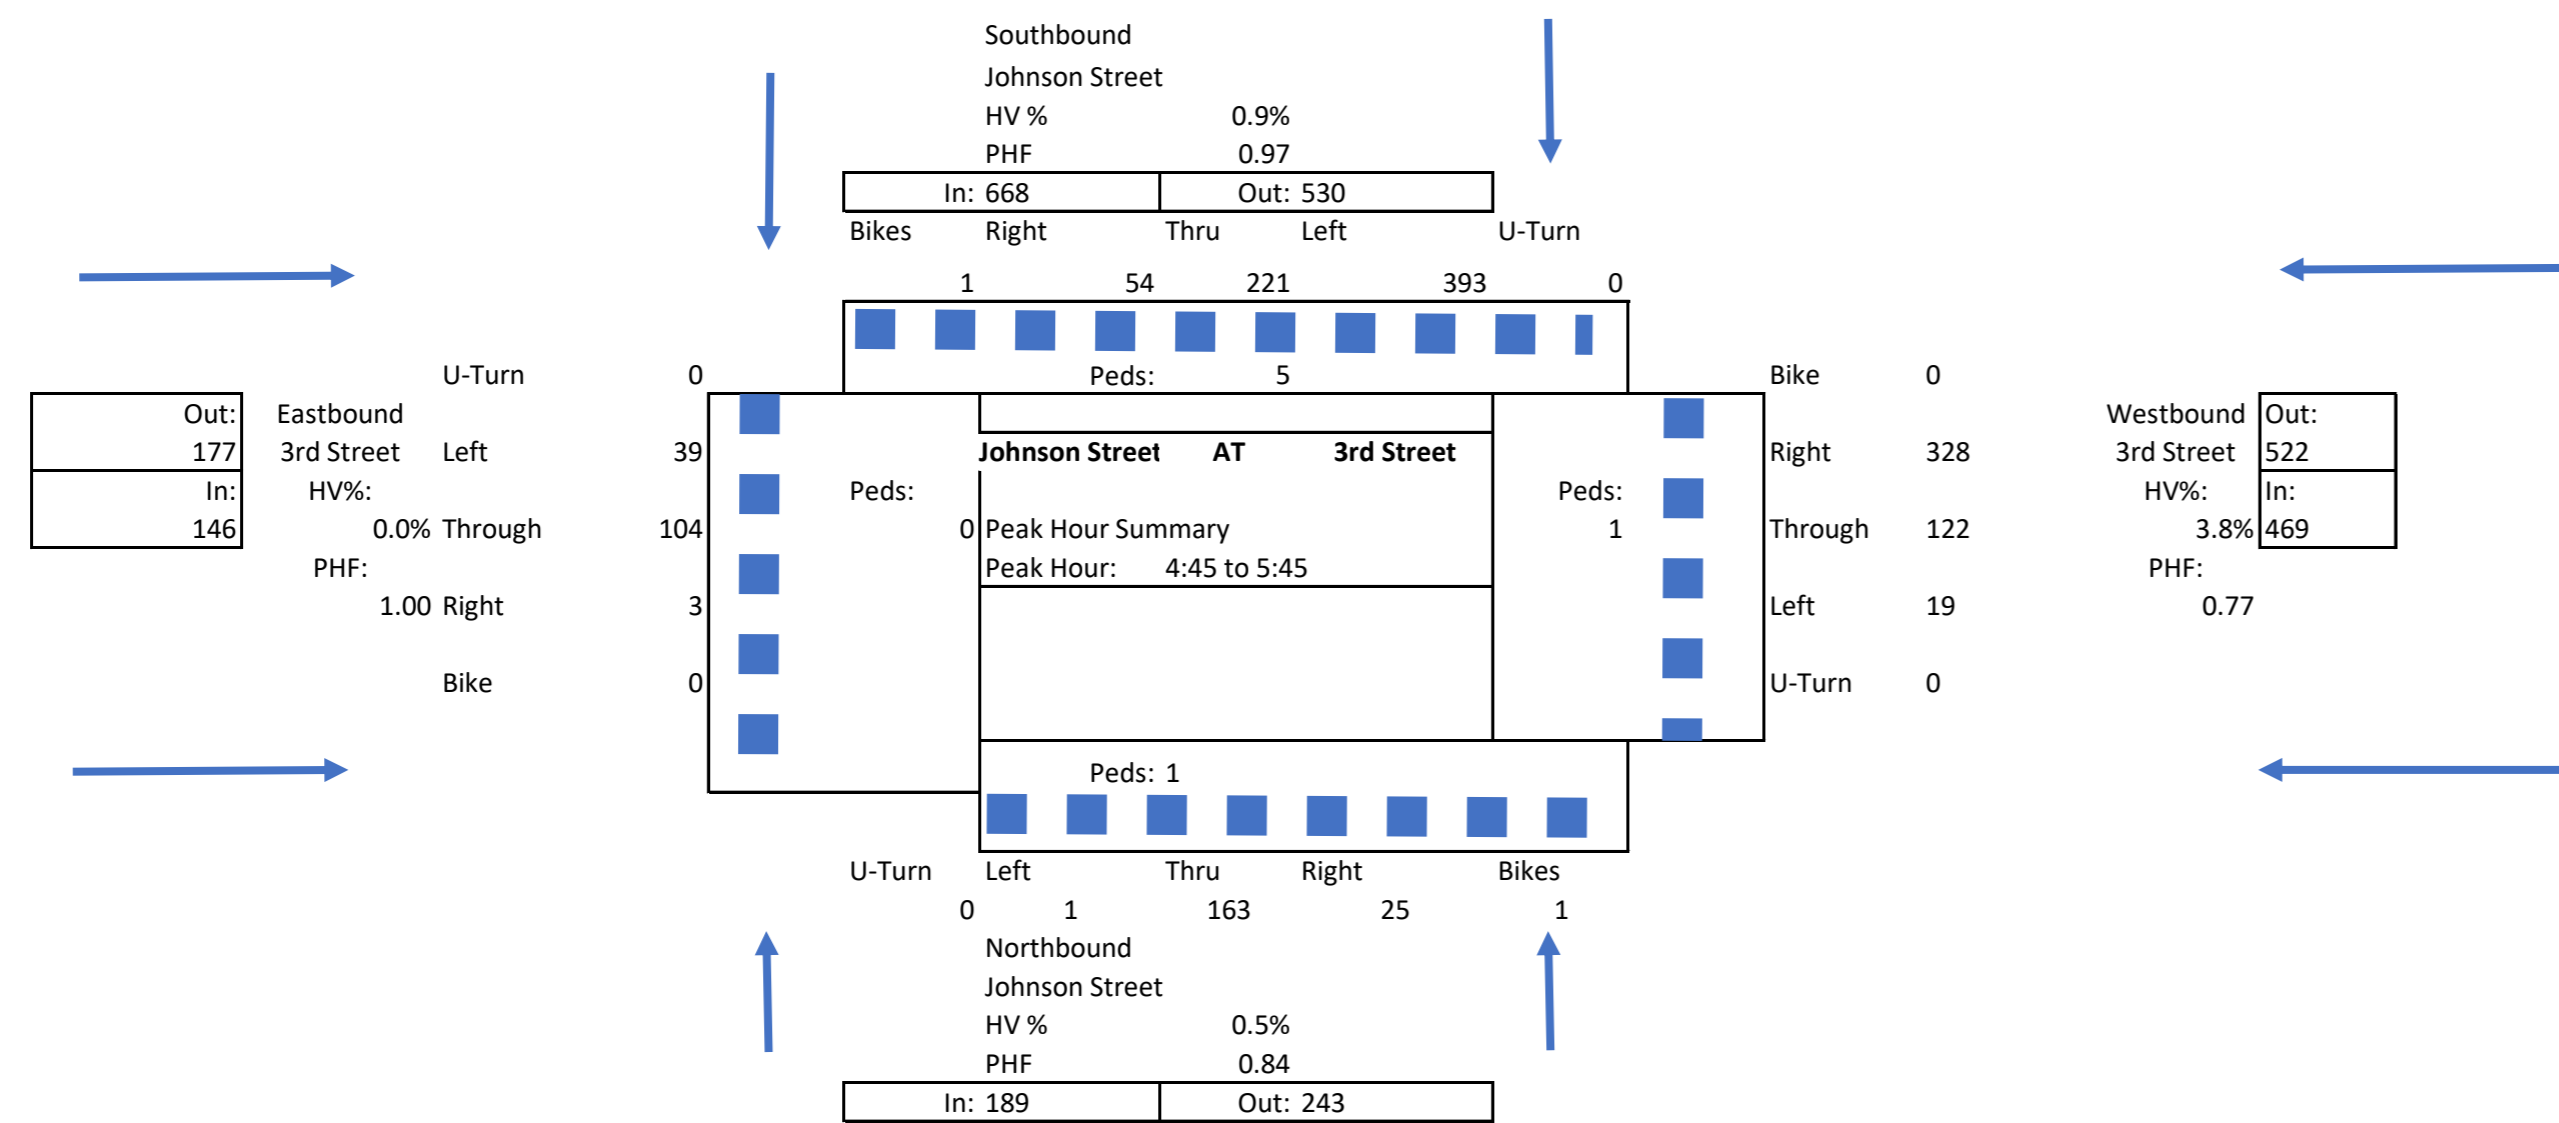 Southbound
Johnson Street
HV % 0.9%
PHF 0.97
In: 668 Out: 530
Bikes Right Thru Left U-Turn
1 54 221 393 0
U-Turn 0 Peds: 5 Bike 0
Out: Eastbound Westbound Out:
177 3rd Street Left 39 Johnson Street AT 3rd Street Right 328 3rd Street 522
In: HV%: Peds: Peds: HV%: In:
146 0.0% Through 104 0 Peak Hour Summary 1 Through 122 3.8% 469
PHF: Peak Hour: 4:45 to 5:45 PHF:
1.00 Right 3 Left 19 0.77
Bike 0 U-Turn 0
Peds: 1
U-Turn Left Thru Right Bikes
0 1 163 25 1
Northbound
Johnson Street
HV % 0.5%
PHF 0.84
In: 189 Out: 243